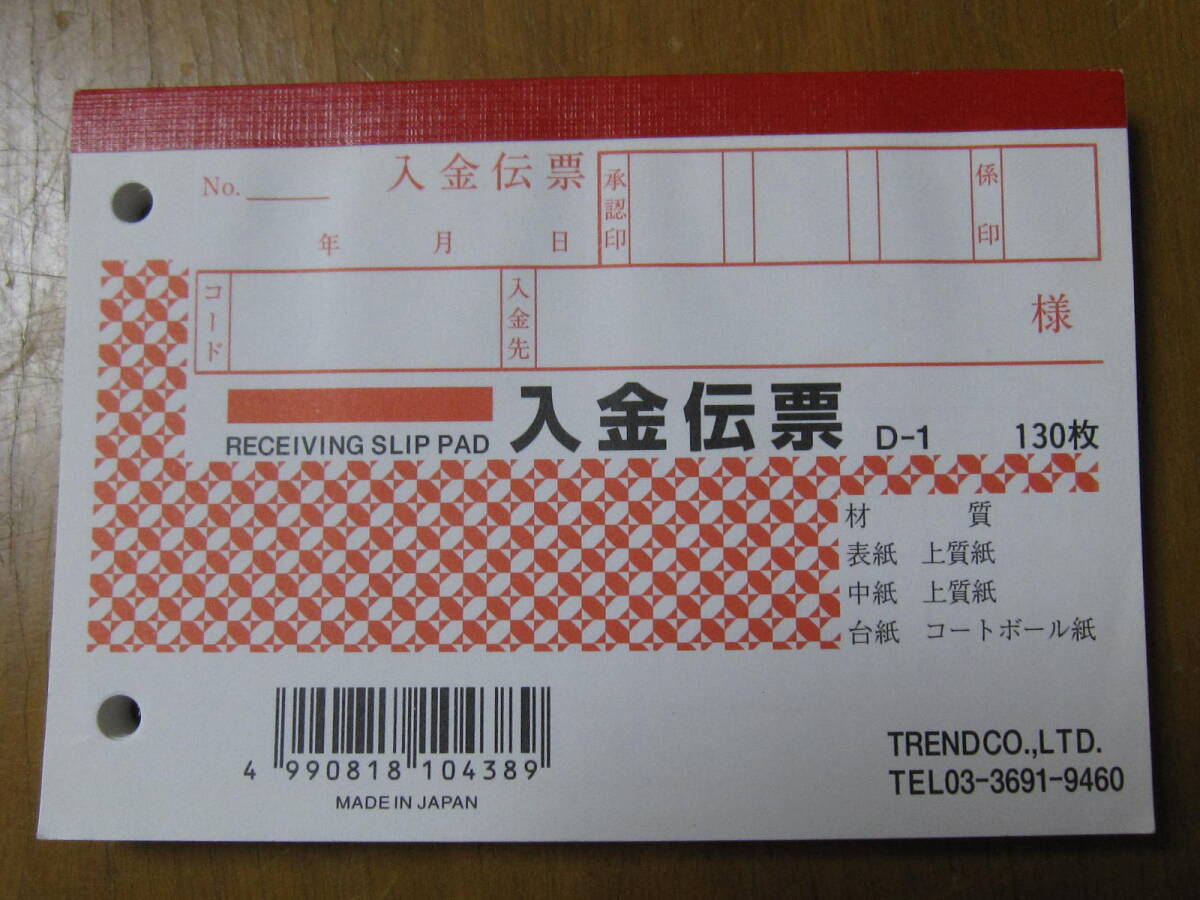 No. 入金伝票
承認印
係印
年 月 日
コード
入金先
様
RECEIVING SLIP PAD
入金伝票 D-1 130枚
材 質
表紙 上質紙
中紙 上質紙
台紙 コートボール紙
4 990818 104389
MADE IN JAPAN
TRENDCO.,LTD.
TEL03-3691-9460